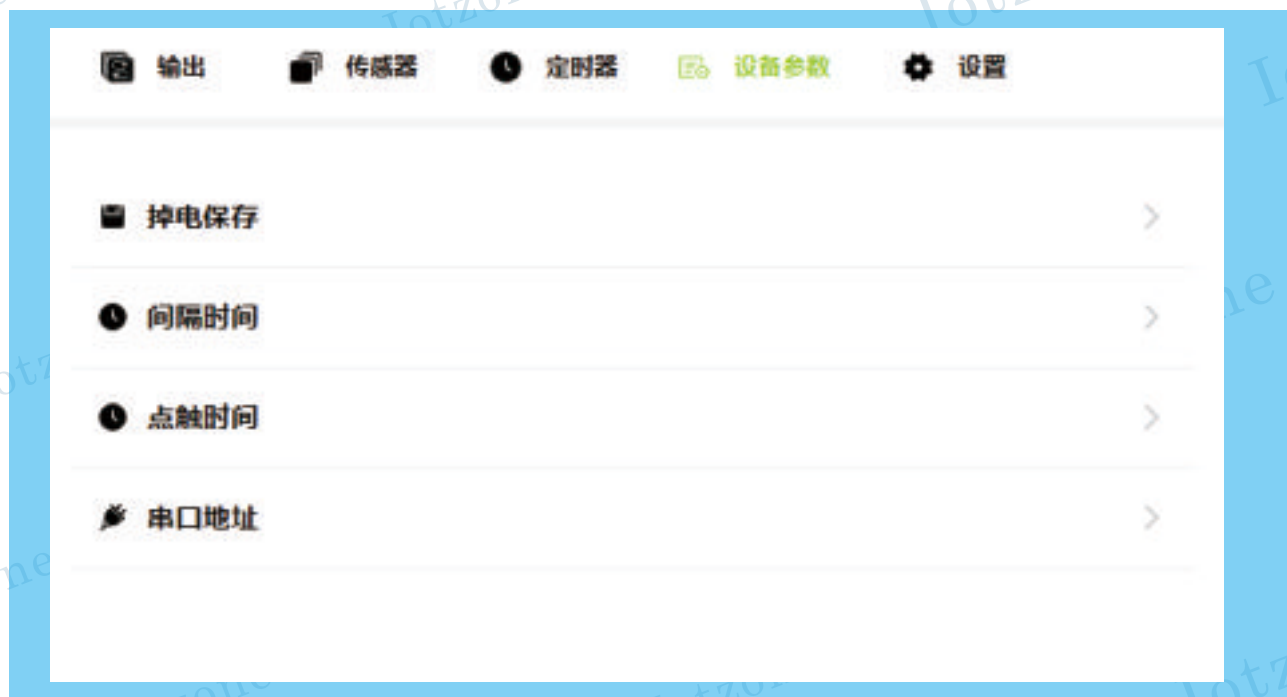 Iotzone
输出 传感器 定时器 设备参数 设置
掉电保存
间隔时间
点触时间
串口地址